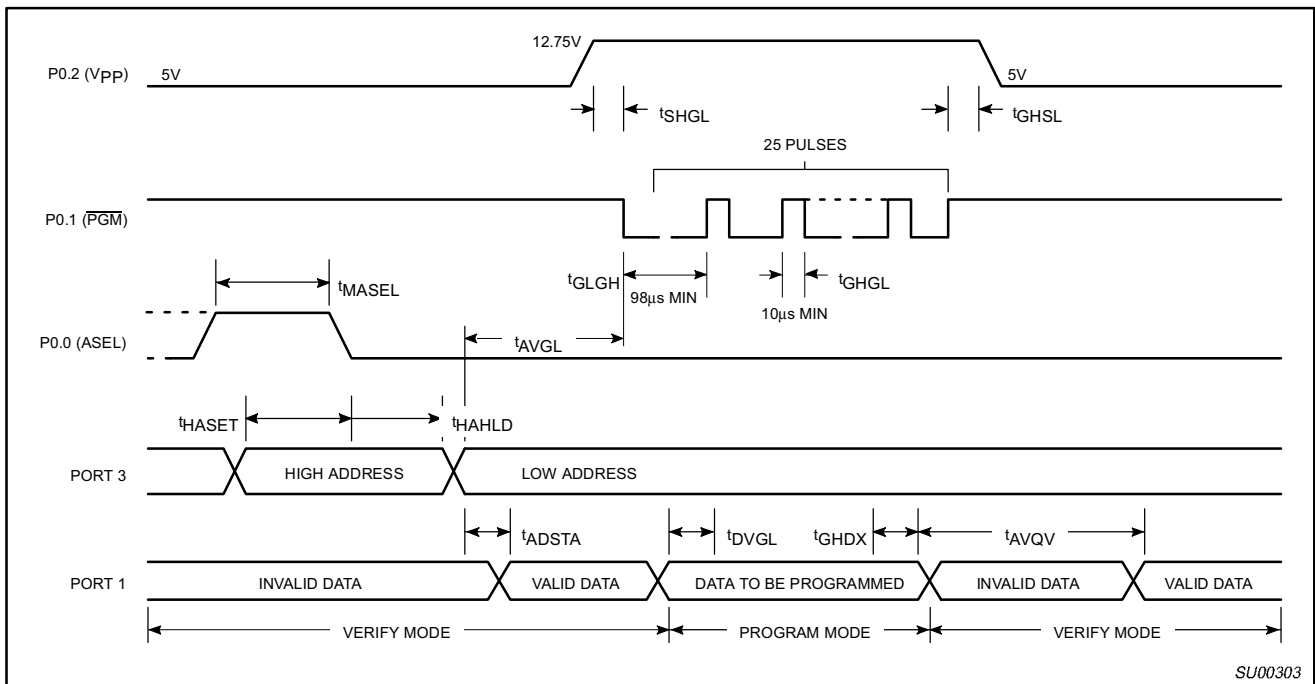 12.75V
P0.2 (VPP)
5V
5V
tSHGL
tGHSL
25 PULSES
P0.1 (PGM)
tMASEL
tGLGH
98µs MIN
tGHGL
10µs MIN
P0.0 (ASEL)
tAVGL
tHASET
tHAHLD
PORT 3
HIGH ADDRESS
LOW ADDRESS
tADSTA
tDVGL
tGHDX
tAVQV
PORT 1
INVALID DATA
VALID DATA
DATA TO BE PROGRAMMED
INVALID DATA
VALID DATA
VERIFY MODE
PROGRAM MODE
VERIFY MODE
SU00303